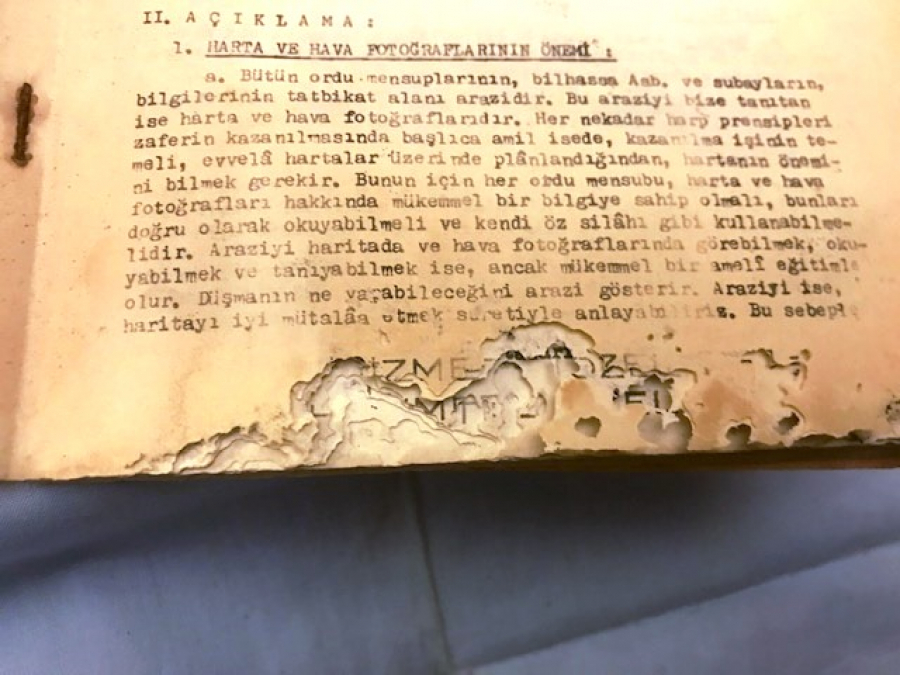 II. A Ç I K L A M A :
1. HARTA VE HAVA FOTOĞRAFLARININ ÖNEMİ :
a. Bütün ordu mensuplarının, bilhassa Asb. ve subayların,
bilgilerinin tatbikat alanı arazidir. Bu araziyi bize tanıtan
ise harta ve hava fotoğraflarıdır. Her nekadar harp prensipleri
zaferin kazanılmasında başlıca amil isede, kazanılma işinin te-
meli, evvelâ hartalar üzerinde plânlandığından, hartanın önemi-
ni bilmek gerekir. Bunun için her ordu mensubu, harta ve hava
fotoğrafları hakkında mükemmel bir bilgiye sahip olmalı, bunları
doğru olarak okuyabilmeli ve kendi öz silâhı gibi kullanabilme-
lidir. Araziyi haritada ve hava fotoğraflarında görebilmek, oku-
yabilmek ve tanıyabilmek ise, ancak mükemmel bir amelî eğitimle
olur. Düşmanın ne yapabileceğini arazi gösterir. Araziyi ise,
haritayı iyi mütalâa etmek suretiyle anlayabiliriz. Bu